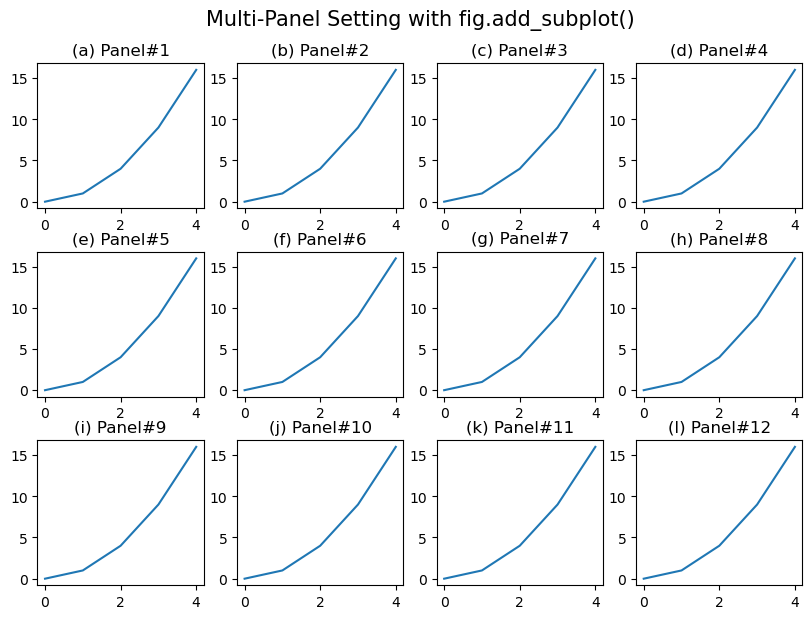 Multi-Panel Setting with fig.add_subplot()
(a) Panel#1 (b) Panel#2 (c) Panel#3 (d) Panel#4
15 15 15 15
10 10 10 10
5 5 5 5
0 0 0 0
0 2 4 0 2 4 0 2 4 0 2 4
(e) Panel#5 (f) Panel#6 (g) Panel#7 (h) Panel#8
15 15 15 15
10 10 10 10
5 5 5 5
0 0 0 0
0 2 4 0 2 4 0 2 4 0 2 4
(i) Panel#9 (j) Panel#10 (k) Panel#11 (l) Panel#12
15 15 15 15
10 10 10 10
5 5 5 5
0 0 0 0
0 2 4 0 2 4 0 2 4 0 2 4